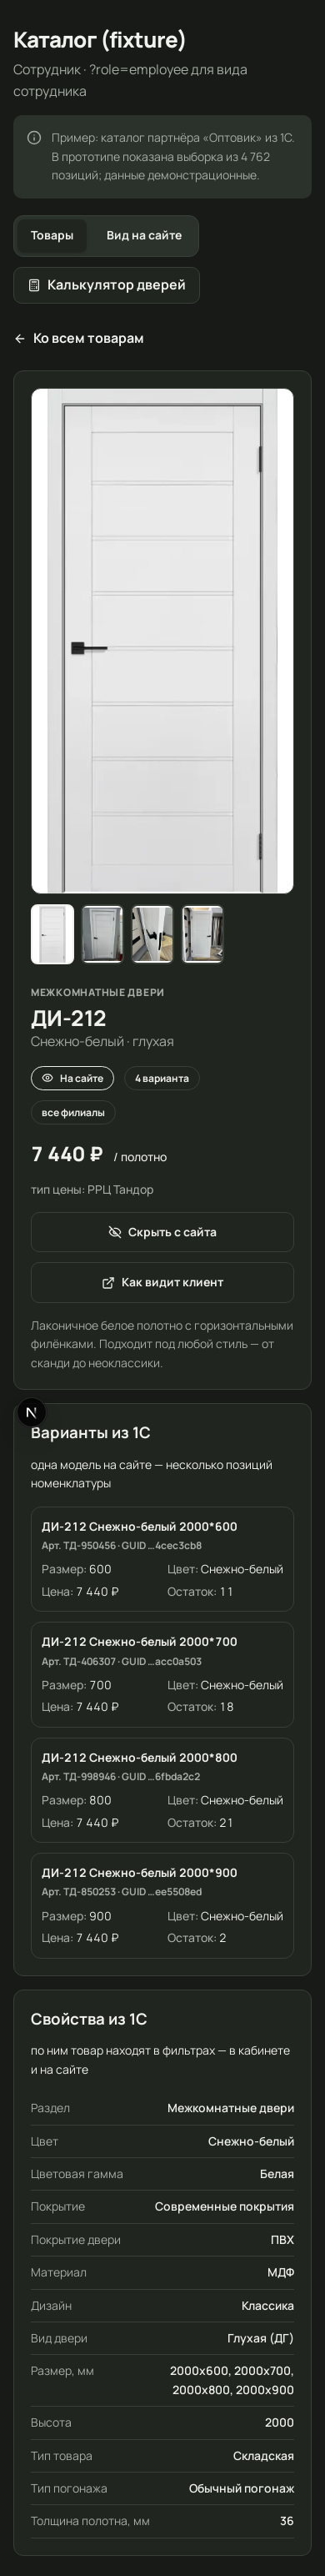 Каталог (fixture)
Сотрудник · ?role=employee для вида
сотрудника
Пример: каталог партнёра «Оптовик» из 1С.
В прототипе показана выборка из 4 762
позиций; данные демонстрационные.
Товары
Вид на сайте
Калькулятор дверей
← Ко всем товарам
МЕЖКОМНАТНЫЕ ДВЕРИ
ДИ-212
Снежно-белый · глухая
На сайте
4 варианта
все филиалы
7 440 ₽ / полотно
тип цены: РРЦ Тандор
Скрыть с сайта
Как видит клиент
Лаконичное белое полотно с горизонтальными
филёнками. Подходит под любой стиль — от
сканди до неоклассики.
N
Варианты из 1С
одна модель на сайте — несколько позиций
номенклатуры
ДИ-212 Снежно-белый 2000*600
Арт. ТД-950456 · GUID …4cec3cb8
Размер: 600 Цвет: Снежно-белый
Цена: 7 440 ₽ Остаток: 11
ДИ-212 Снежно-белый 2000*700
Арт. ТД-406307 · GUID …acc0a503
Размер: 700 Цвет: Снежно-белый
Цена: 7 440 ₽ Остаток: 18
ДИ-212 Снежно-белый 2000*800
Арт. ТД-998946 · GUID …6fbda2c2
Размер: 800 Цвет: Снежно-белый
Цена: 7 440 ₽ Остаток: 21
ДИ-212 Снежно-белый 2000*900
Арт. ТД-850253 · GUID …ee5508ed
Размер: 900 Цвет: Снежно-белый
Цена: 7 440 ₽ Остаток: 2
Свойства из 1С
по ним товар находят в фильтрах — в кабинете
и на сайте
Раздел Межкомнатные двери
Цвет Снежно-белый
Цветовая гамма Белая
Покрытие Современные покрытия
Покрытие двери ПВХ
Материал МДФ
Дизайн Классика
Вид двери Глухая (ДГ)
Размер, мм 2000х600, 2000х700,
2000х800, 2000х900
Высота 2000
Тип товара Складская
Тип погонажа Обычный погонаж
Толщина полотна, мм 36